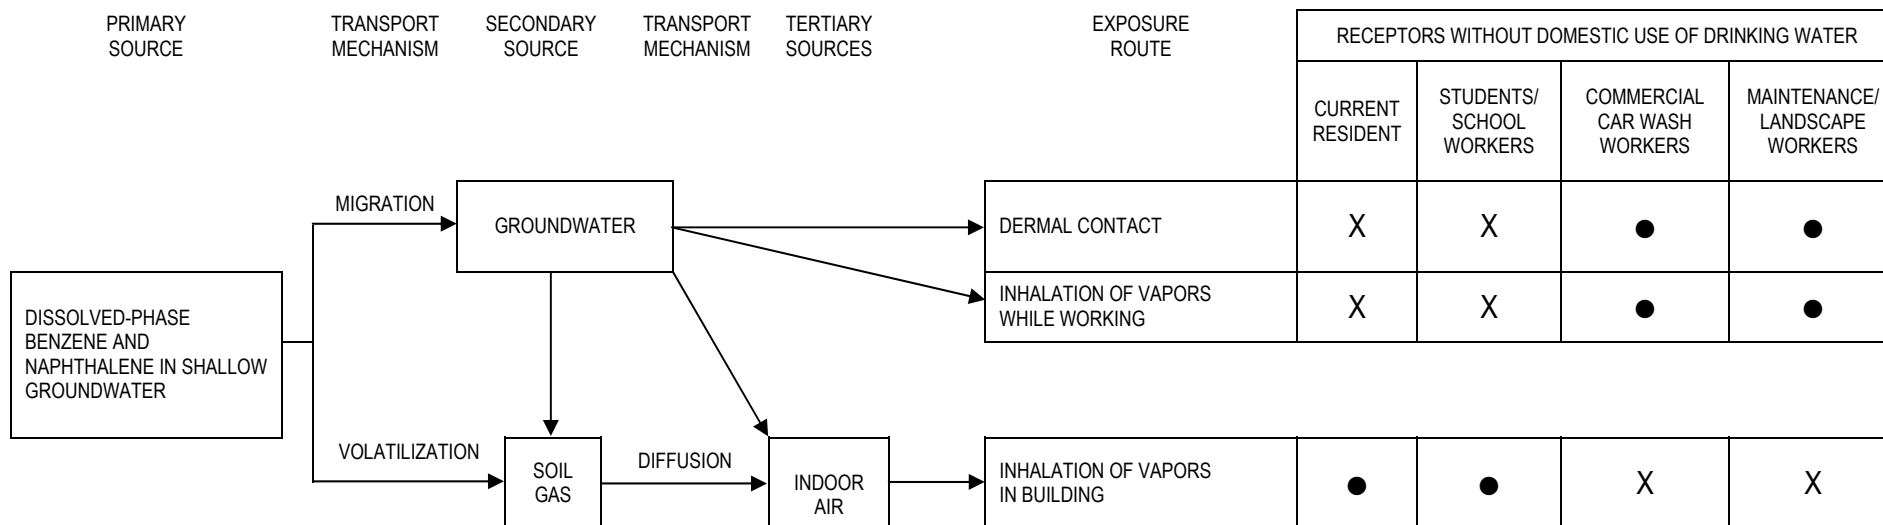 PRIMARY
SOURCE
TRANSPORT
MECHANISM
SECONDARY
SOURCE
TRANSPORT
MECHANISM
TERTIARY
SOURCES
EXPOSURE
ROUTE
RECEPTORS WITHOUT DOMESTIC USE OF DRINKING WATER
CURRENT
RESIDENT
STUDENTS/
SCHOOL
WORKERS
COMMERCIAL
CAR WASH
WORKERS
MAINTENANCE/
LANDSCAPE
WORKERS
MIGRATION
GROUNDWATER
DERMAL CONTACT
X X ● ●
DISSOLVED-PHASE
BENZENE AND
NAPHTHALENE IN SHALLOW
GROUNDWATER
INHALATION OF VAPORS
WHILE WORKING
X X ● ●
VOLATILIZATION
SOIL
GAS
DIFFUSION
INDOOR
AIR
INHALATION OF VAPORS
IN BUILDING
● ● X X